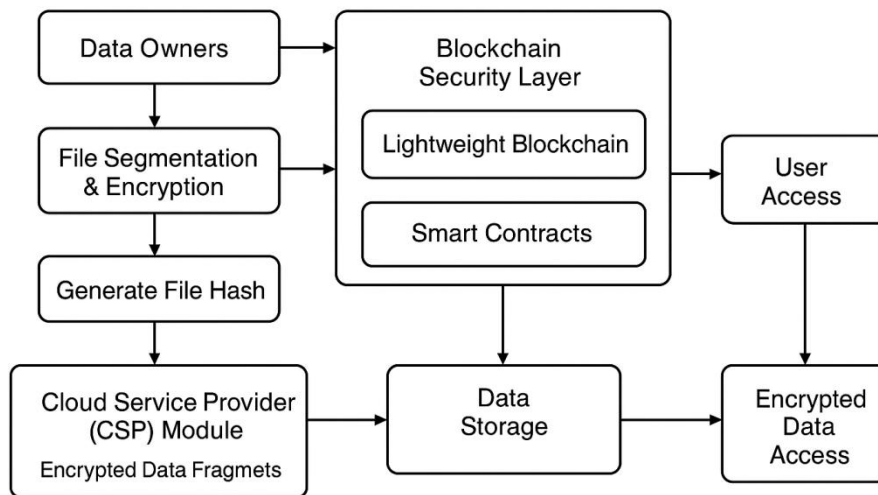 Data Owners
File Segmentation
& Encryption
Generate File Hash
Cloud Service Provider
(CSP) Module
Encrypted Data Fragmets
Blockchain
Security Layer
Lightweight Blockchain
Smart Contracts
Data
Storage
User
Access
Encrypted
Data
Access